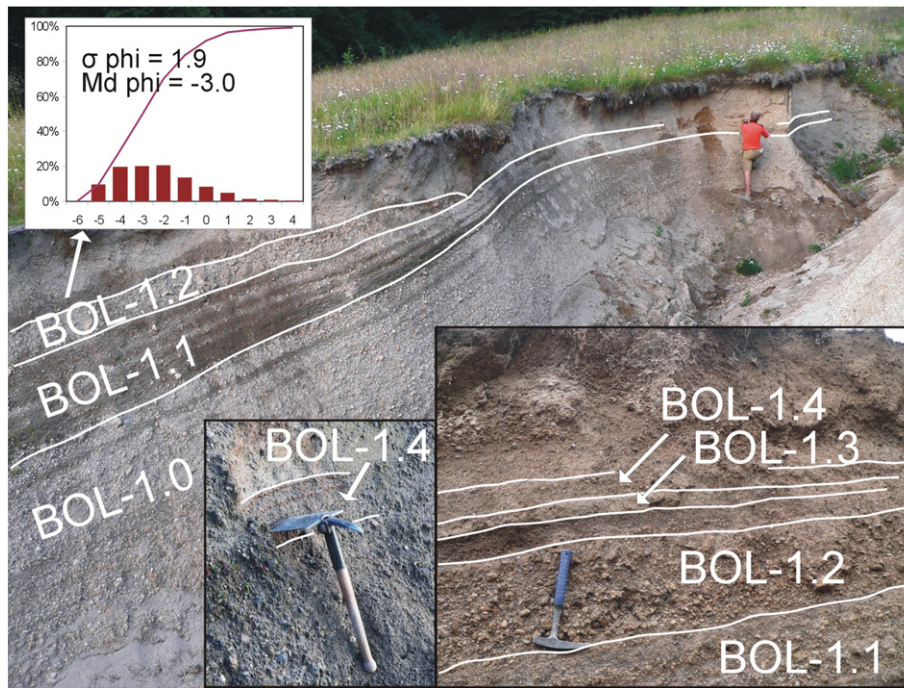 100%
80%
60%
40%
20%
0%
σ phi = 1.9
Md phi = -3.0
-6 -5 -4 -3 -2 -1 0 1 2 3 4
BOL-1.2
BOL-1.1
BOL-1.0
BOL-1.4
BOL-1.4
BOL-1.3
BOL-1.2
BOL-1.1